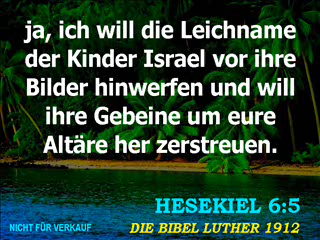 ja, ich will die Leichname
der Kinder Israel vor ihre
Bilder hinwerfen und will
ihre Gebeine um eure
Altäre her zerstreuen.
HESEKIEL 6:5
NICHT FÜR VERKAUF
DIE BIBEL LUTHER 1912